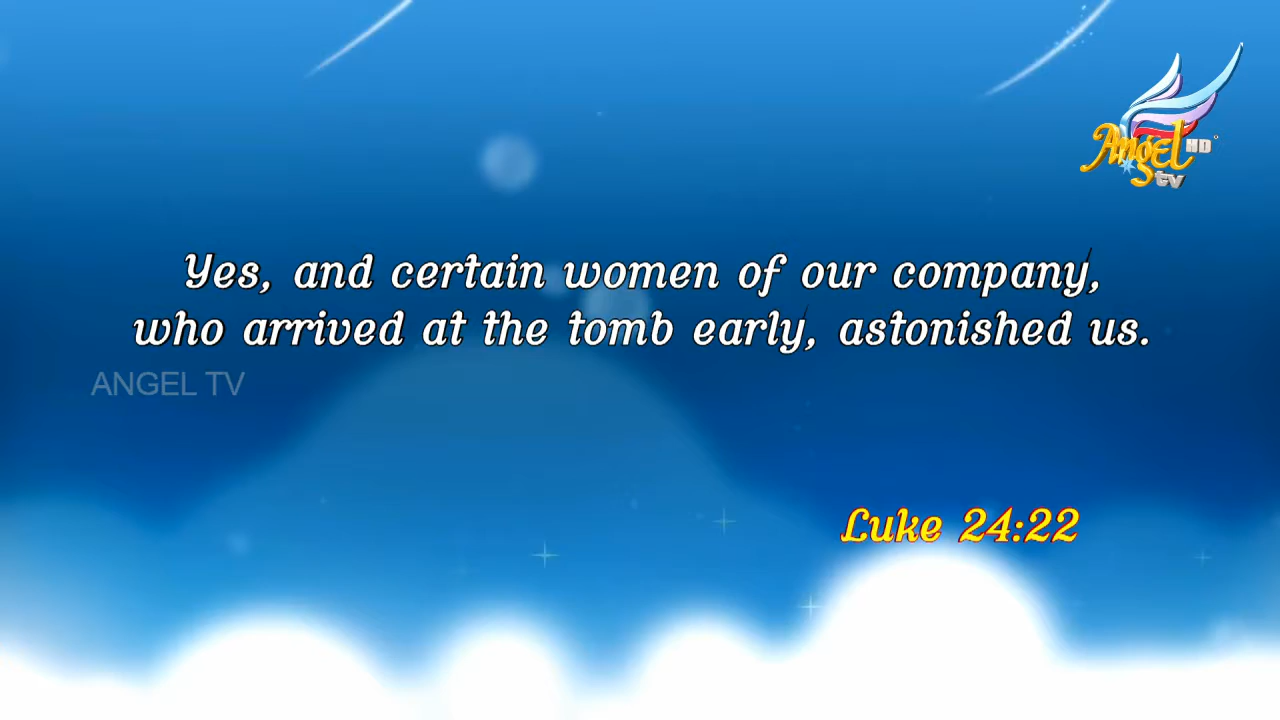 Angel HD
tv
Yes, and certain women of our company,
who arrived at the tomb early, astonished us.
ANGEL TV
Luke 24:22